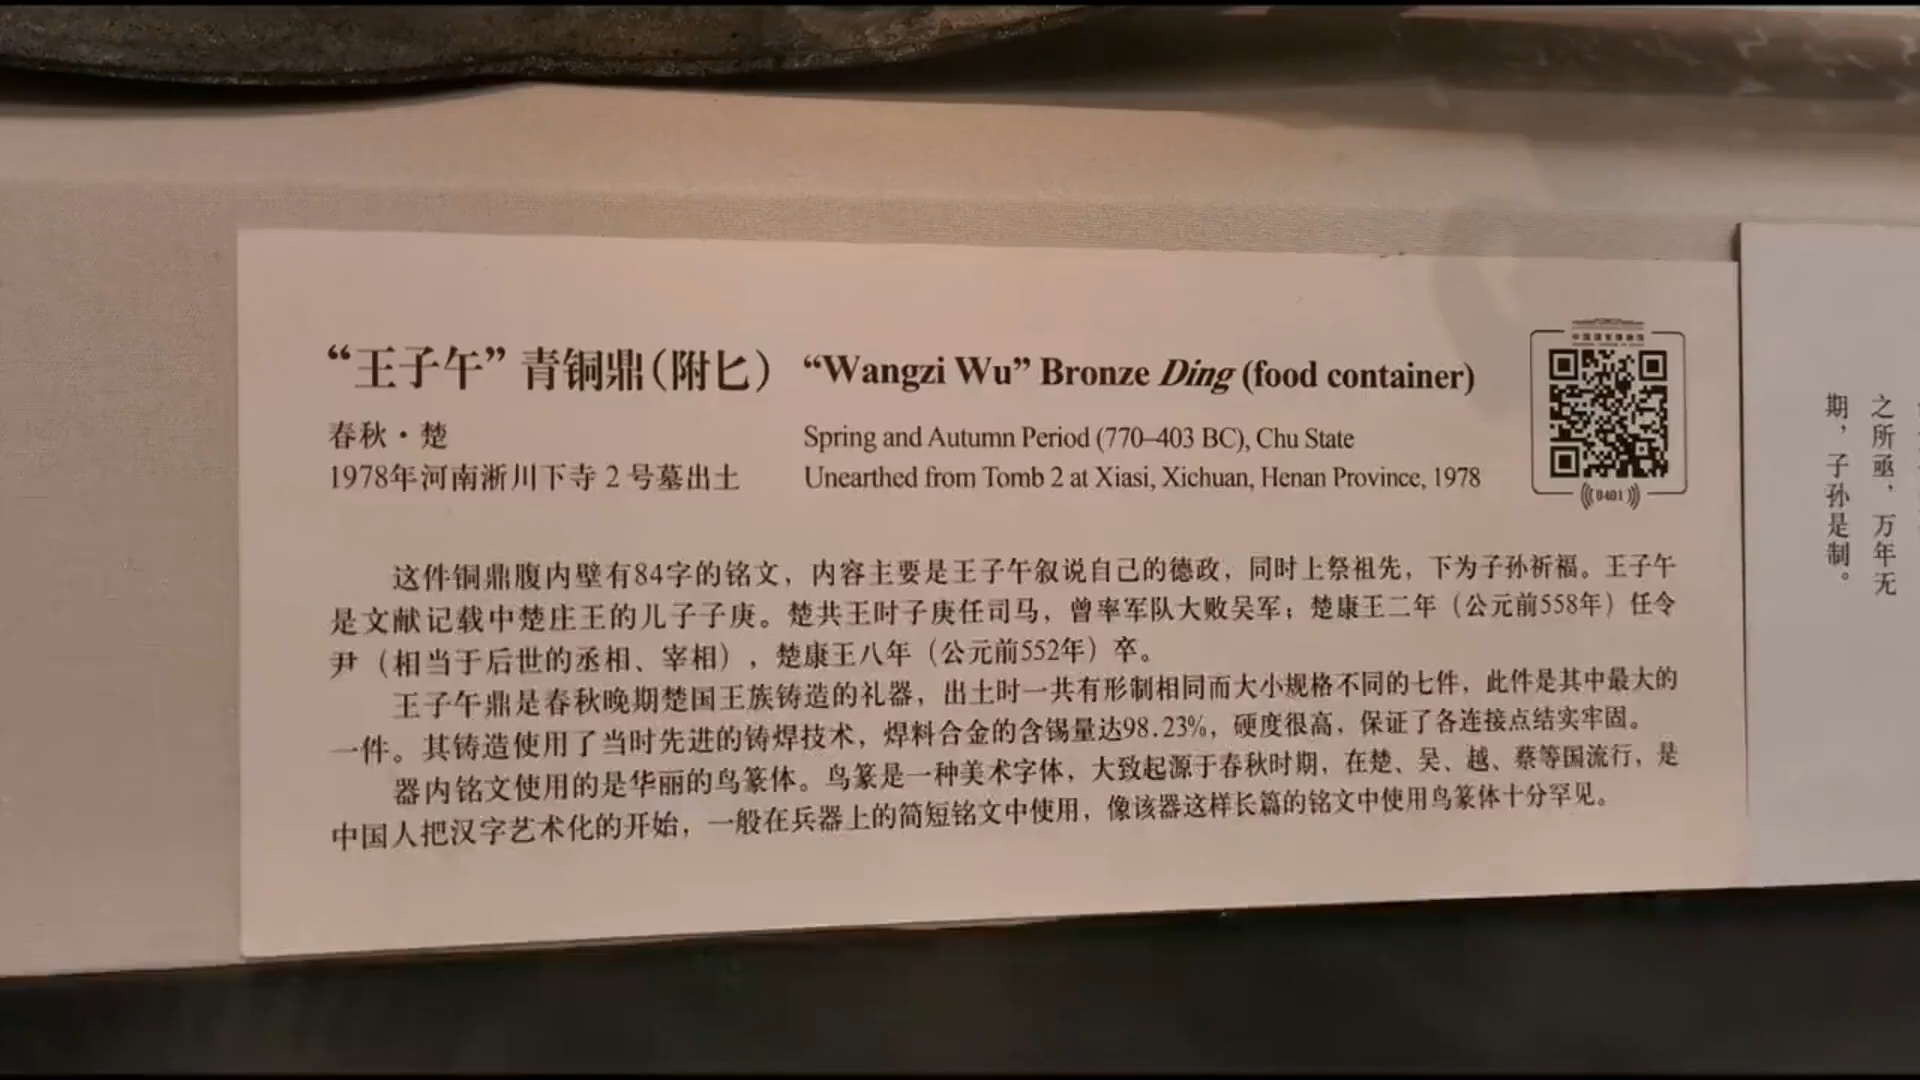 “王子午”青铜鼎（附匕） “Wangzi Wu” Bronze Ding (food container)
春秋·楚 Spring and Autumn Period (770–403 BC), Chu State
1978年河南淅川下寺2号墓出土 Unearthed from Tomb 2 at Xiasi, Xichuan, Henan Province, 1978
0401
这件铜鼎腹内壁有84字的铭文，内容主要是王子午叙说自己的德政，同时上祭祖先，下为子孙祈福。王子午
是文献记载中楚庄王的儿子子庚。楚共王时子庚任司马，曾率军队大败吴军；楚康王二年（公元前558年）任令
尹（相当于后世的丞相、宰相），楚康王八年（公元前552年）卒。
王子午鼎是春秋晚期楚国王族铸造的礼器，出土时一共有形制相同而大小规格不同的七件，此件是其中最大的
一件。其铸造使用了当时先进的铸焊技术，焊料合金的含锡量达98.23%，硬度很高，保证了各连接点结实牢固。
器内铭文使用的是华丽的鸟篆体。鸟篆是一种美术字体，大致起源于春秋时期，在楚、吴、越、蔡等国流行，是
中国人把汉字艺术化的开始，一般在兵器上的简短铭文中使用，像该器这样长篇的铭文中使用鸟篆体十分罕见。
之所亟，万年无
期，子孙是制。